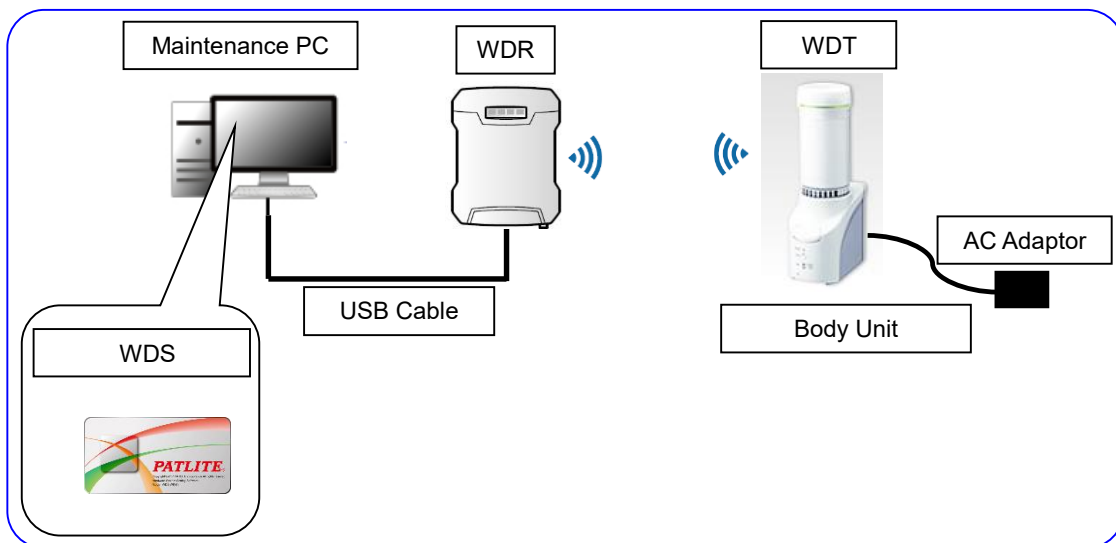 Maintenance PC
WDR
WDT
AC Adaptor
USB Cable
Body Unit
WDS
PATLITE